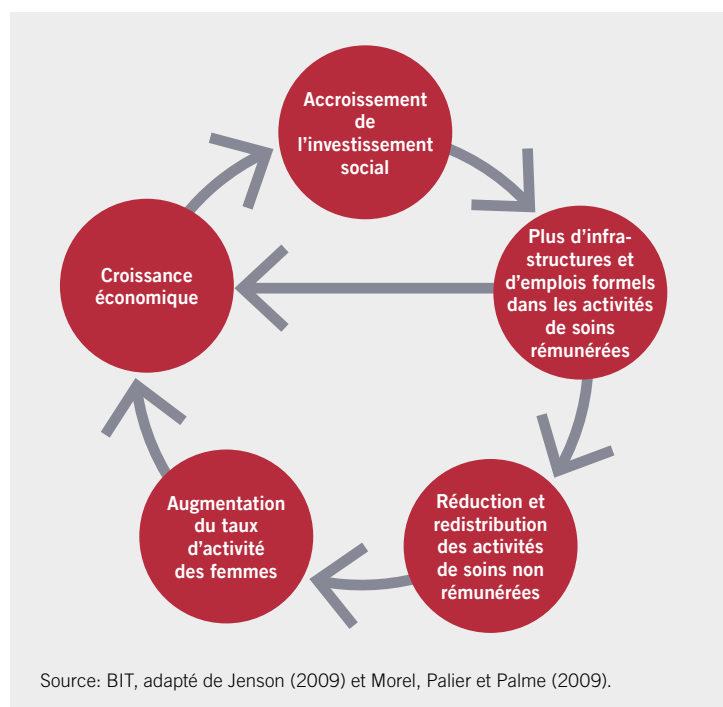 Accroissement
de
l'investissement
social
Plus d'infra-
structures et
d'emplois formels
dans les activités
de soins
rémunérées
Réduction et
redistribution
des activités
de soins non
rémunérées
Augmentation
du taux
d'activité
des femmes
Croissance
économique
Source: BIT, adapté de Jenson (2009) et Morel, Palier et Palme (2009).